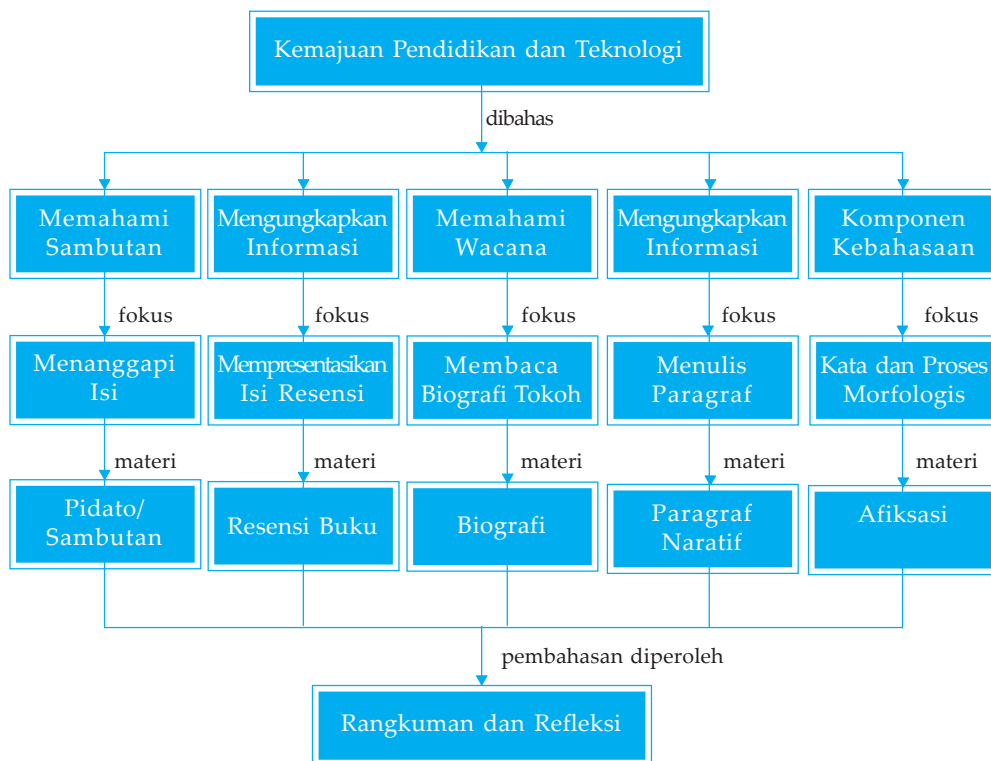 Kemajuan Pendidikan dan Teknologi
dibahas
Memahami
Sambutan
Mengungkapkan
Informasi
Memahami
Wacana
Mengungkapkan
Informasi
Komponen
Kebahasaan
fokus
fokus
fokus
fokus
fokus
Menanggapi
Isi
Mempresentasikan
Isi Resensi
Membaca
Biografi Tokoh
Menulis
Paragraf
Kata dan Proses
Morfologis
materi
materi
materi
materi
materi
Pidato/
Sambutan
Resensi Buku
Biografi
Paragraf
Naratif
Afiksasi
pembahasan diperoleh
Rangkuman dan Refleksi